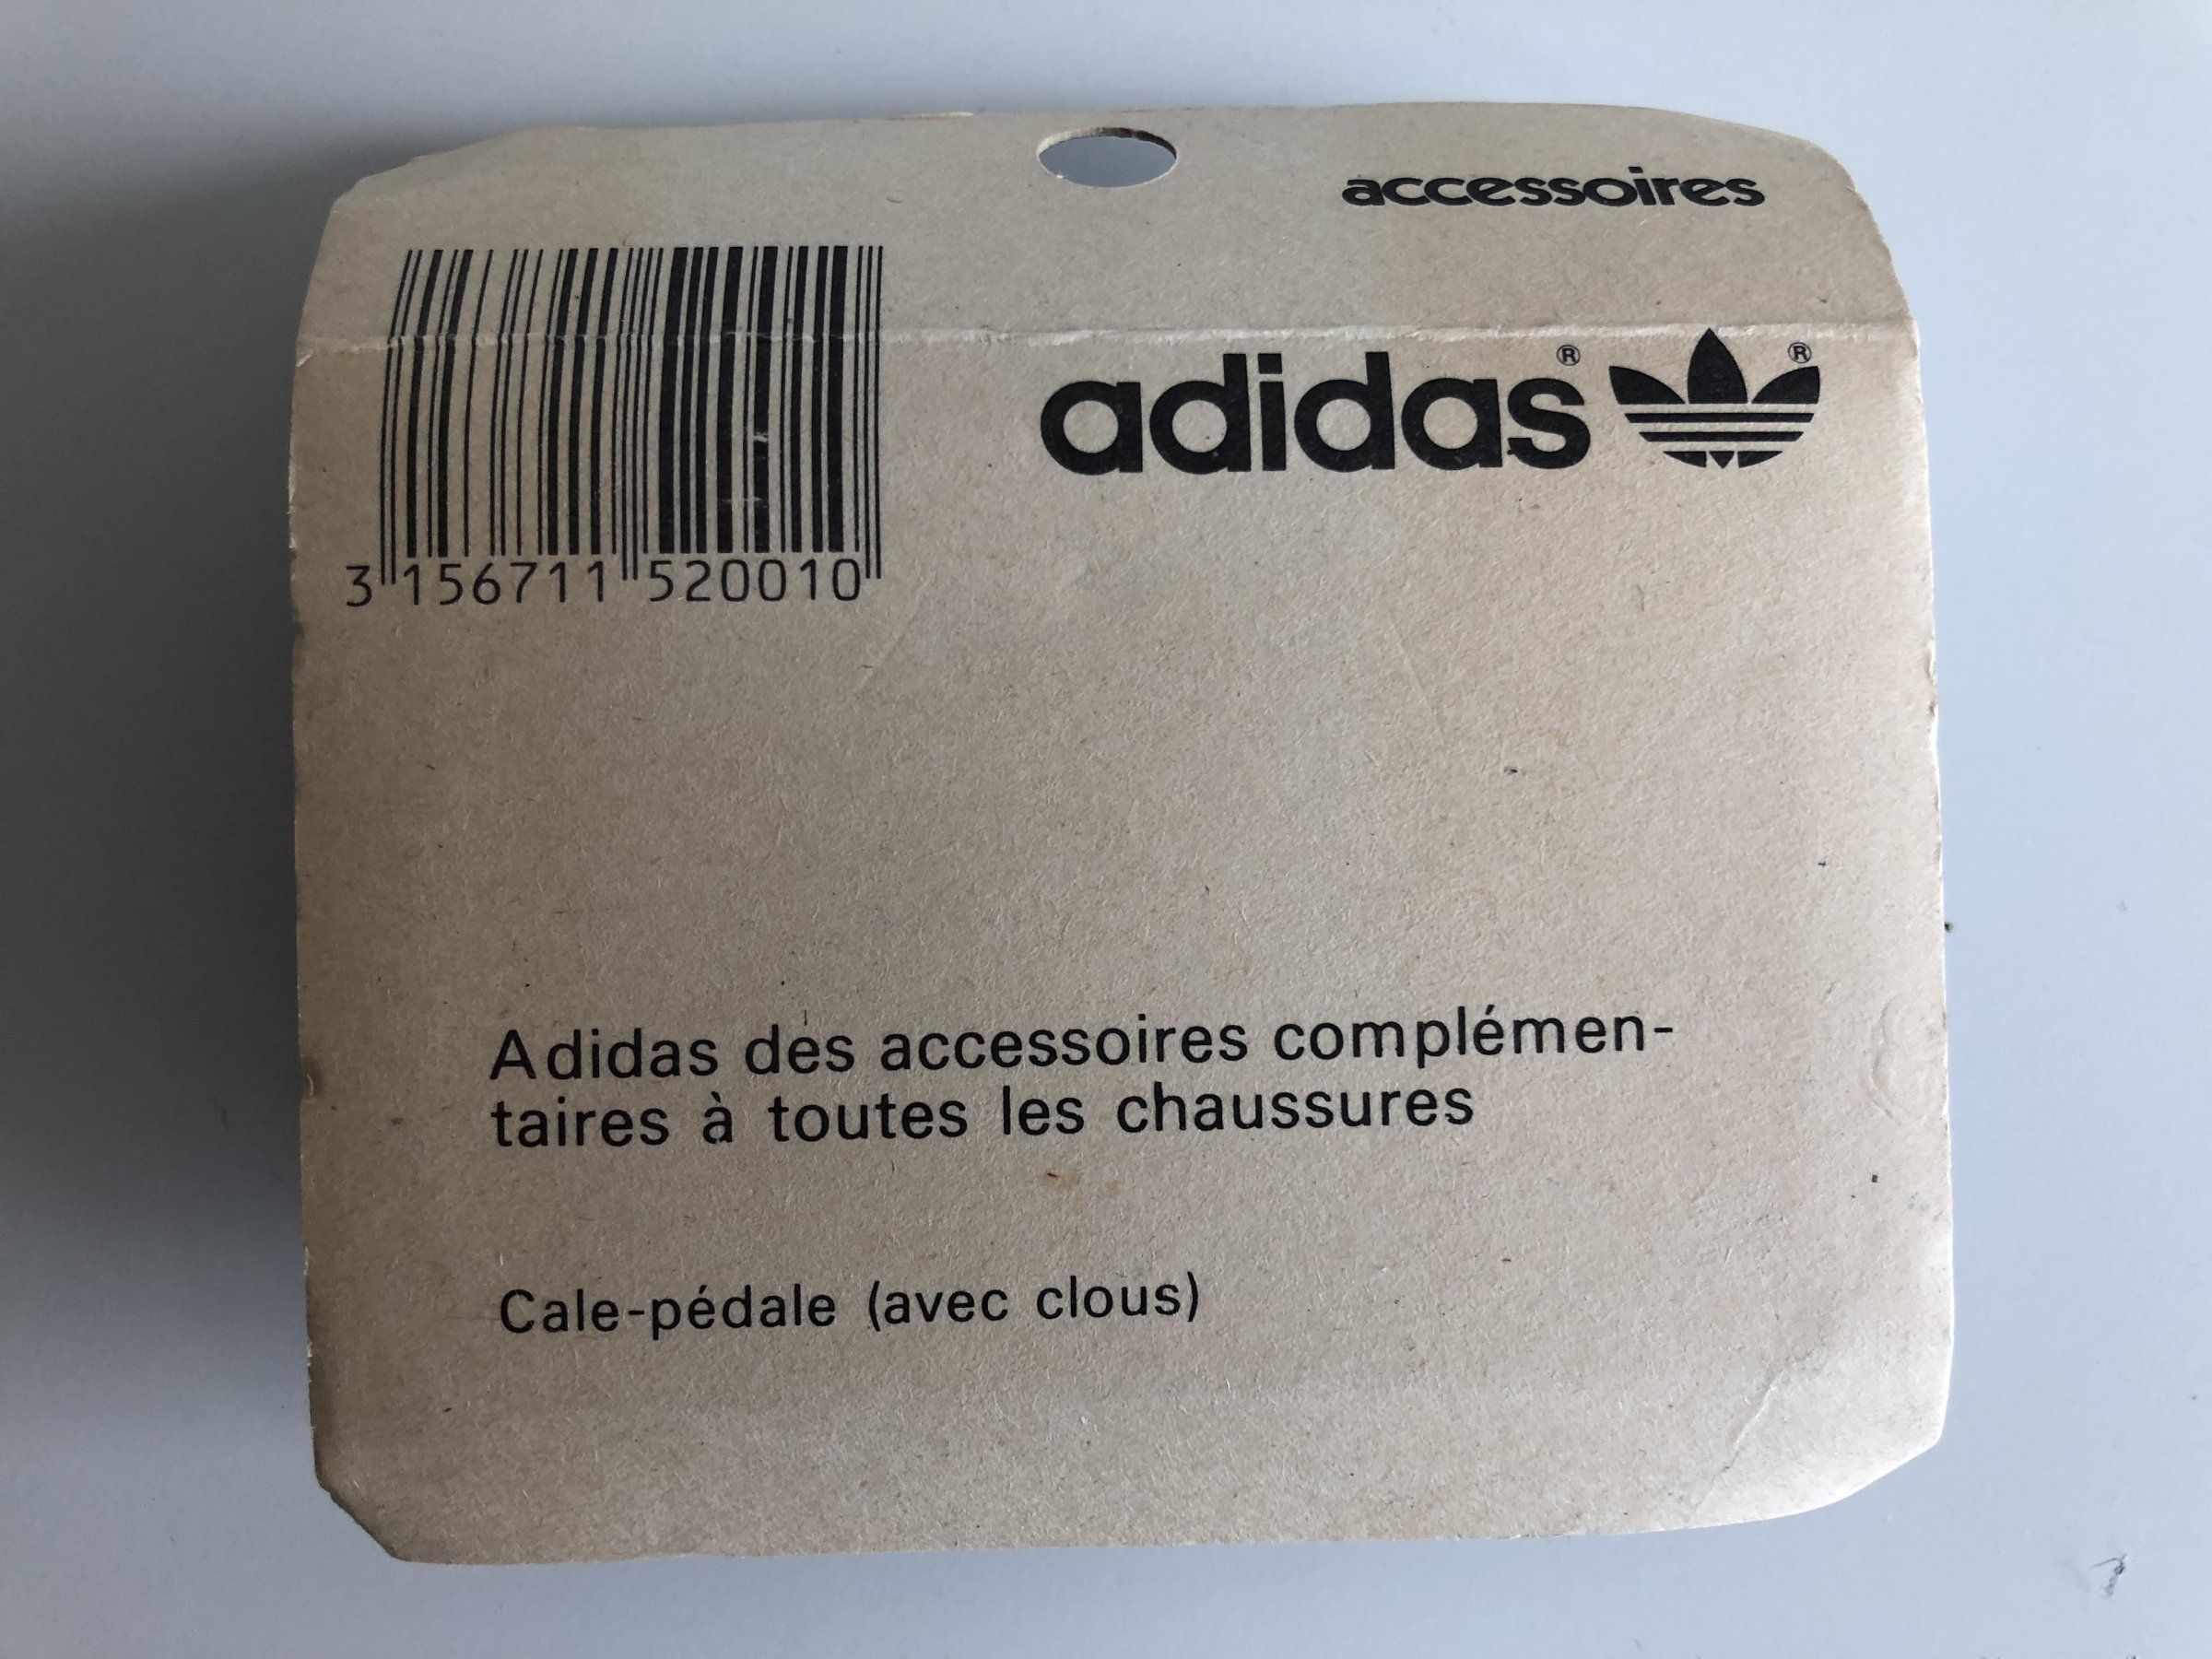 accessoires
adidas® ®
3 156711 520010
Adidas des accessoires complémen-
taires à toutes les chaussures
Cale-pédale (avec clous)